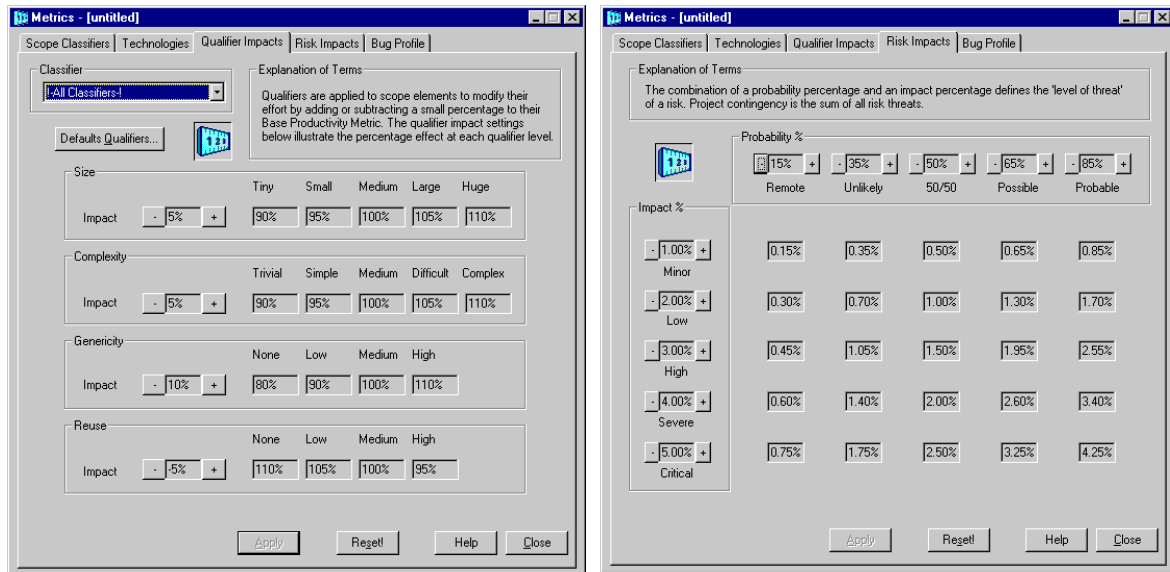 Metrics - [untitled]
Scope Classifiers Technologies Qualifier Impacts Risk Impacts Bug Profile
Classifier
!-All Classifiers-!
Defaults Qualifiers...
1 2 3
Explanation of Terms
Qualifiers are applied to scope elements to modify their
effort by adding or subtracting a small percentage to their
Base Productivity Metric. The qualifier impact settings
below illustrate the percentage effect at each qualifier level.
Size
Tiny Small Medium Large Huge
Impact - 5% + 90% 95% 100% 105% 110%
Complexity
Trivial Simple Medium Difficult Complex
Impact - 5% + 90% 95% 100% 105% 110%
Genericity
None Low Medium High
Impact - 10% + 80% 90% 100% 110%
Reuse
None Low Medium High
Impact - -5% + 110% 105% 100% 95%
Apply Reset! Help Close
Metrics - [untitled]
Scope Classifiers Technologies Qualifier Impacts Risk Impacts Bug Profile
Explanation of Terms
The combination of a probability percentage and an impact percentage defines the 'level of threat'
of a risk. Project contingency is the sum of all risk threats.
1 2 3
Probability %
- 15% + - 35% + - 50% + - 65% + - 85% +
Remote Unlikely 50/50 Possible Probable
Impact %
- 1.00% + 0.15% 0.35% 0.50% 0.65% 0.85%
Minor
- 2.00% + 0.30% 0.70% 1.00% 1.30% 1.70%
Low
- 3.00% + 0.45% 1.05% 1.50% 1.95% 2.55%
High
- 4.00% + 0.60% 1.40% 2.00% 2.60% 3.40%
Severe
- 5.00% + 0.75% 1.75% 2.50% 3.25% 4.25%
Critical
Apply Reset! Help Close